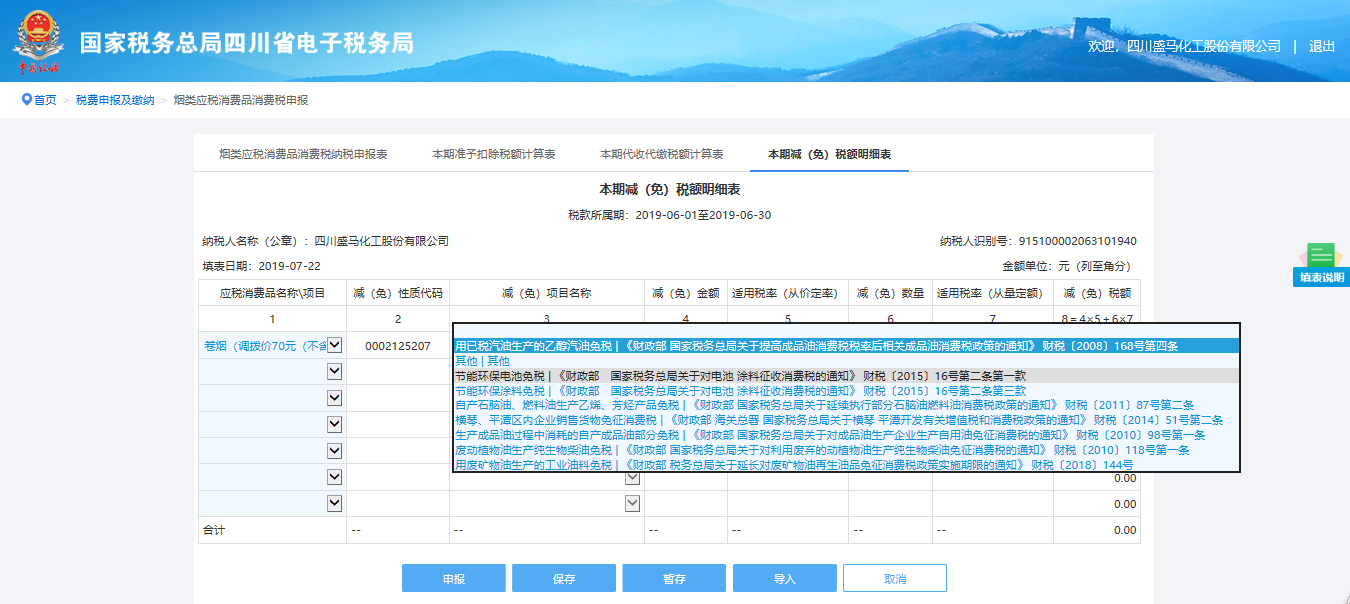 国家税务总局四川省电子税务局
中国税务
欢迎，四川盛马化工股份有限公司 | 退出
首页 > 税费申报及缴纳 > 烟类应税消费品消费税申报
烟类应税消费品消费税纳税申报表 本期准予扣除税额计算表 本期代收代缴税额计算表 本期减（免）税额明细表
本期减（免）税额明细表
税款所属期：2019-06-01至2019-06-30
纳税人名称（公章）：四川盛马化工股份有限公司 纳税人识别号：915100002063101940
填表日期：2019-07-22 金额单位：元（列至角分）
填表说明
应税消费品名称\项目 减（免）性质代码 减（免）项目名称 减（免）金额 适用税率（从价定率） 减（免）数量 适用税率（从量定额） 减（免）税额
1 2 3 4 5 6 7 8=4×5+6×7
卷烟（调拨价70元（不含 0002125207
用已税汽油生产的乙醇汽油免税 | 《财政部 国家税务总局关于提高成品油消费税税率后相关成品油消费税政策的通知》 财税〔2008〕168号第四条
其他 | 其他
节能环保电池免税 | 《财政部　国家税务总局关于对电池 涂料征收消费税的通知》 财税〔2015〕16号第二条第一款
节能环保涂料免税 | 《财政部　国家税务总局关于对电池 涂料征收消费税的通知》 财税〔2015〕16号第二条第三款
自产石脑油、燃料油生产乙烯、芳烃产品免税 | 《财政部 国家税务总局关于延续执行部分石脑油燃料油消费税政策的通知》 财税〔2011〕87号第二条
横琴、平潭区内企业销售货物免征消费税 | 《财政部 海关总署 国家税务总局关于横琴 平潭开发有关增值税和消费税政策的通知》 财税〔2014〕51号第二条
生产成品油过程中消耗的自产成品油部分免税 | 《财政部 国家税务总局关于对成品油生产企业生产自用油免征消费税的通知》 财税〔2010〕98号第一条
废动植物油生产纯生物柴油免税 | 《财政部 国家税务总局关于对利用废弃的动植物油生产纯生物柴油免征消费税的通知》 财税〔2010〕118号第一条
用废矿物油生产的工业油料免税 | 《财政部 税务总局关于延长对废矿物油再生油品免征消费税政策实施期限的通知》 财税〔2018〕144号
0.00
0.00
合计 -- -- -- -- -- -- 0.00
申报 保存 暂存 导入 取消